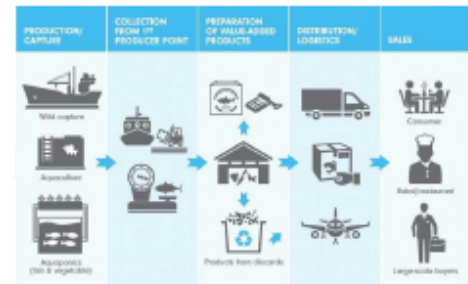 PRODUCTION/
CAPTURE
COLLECTION
FROM 1ST
PRODUCER POINT
PREPARATION
OF VALUE-ADDED
PRODUCTS
DISTRIBUTION/
LOGISTICS
SALES
Wild capture
Aquaculture
Aquaponics
(fish & vegetable)
Products from discards
Consumer
Hotel/restaurant
Large-scale buyers